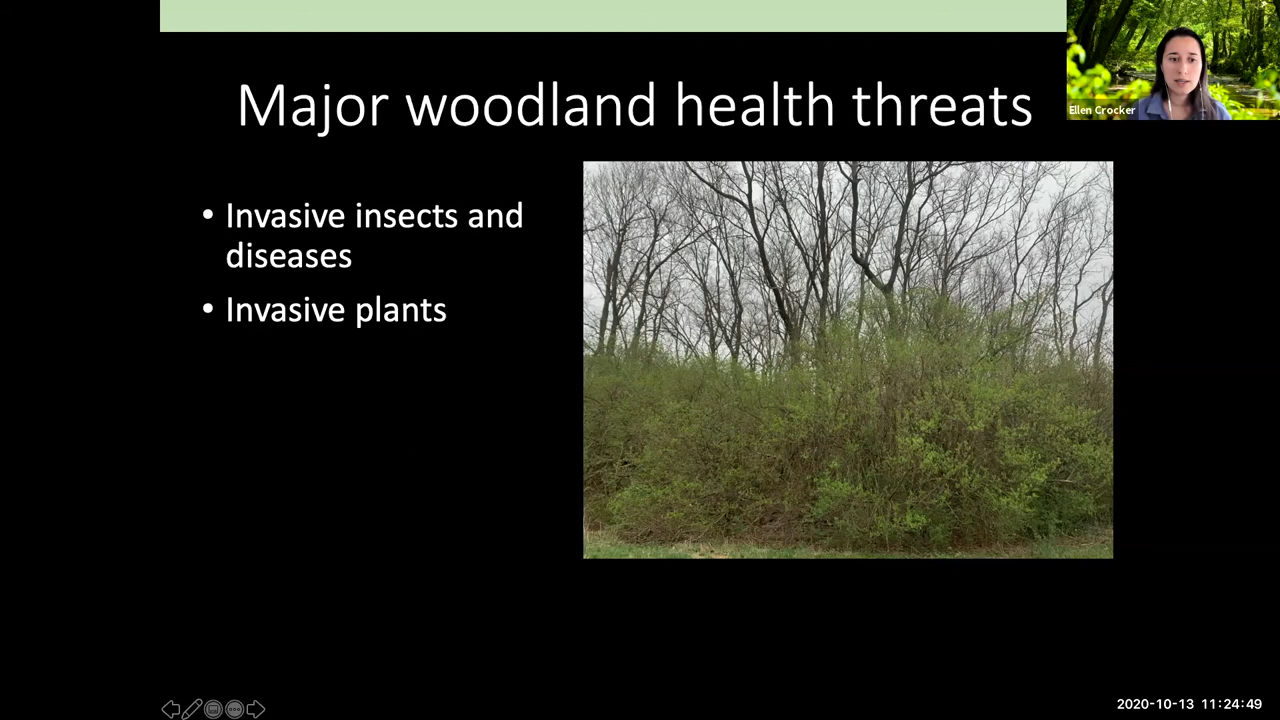 Major woodland health threats
Ellen Crocker
• Invasive insects and
diseases
• Invasive plants
2020-10-13 11:24:49